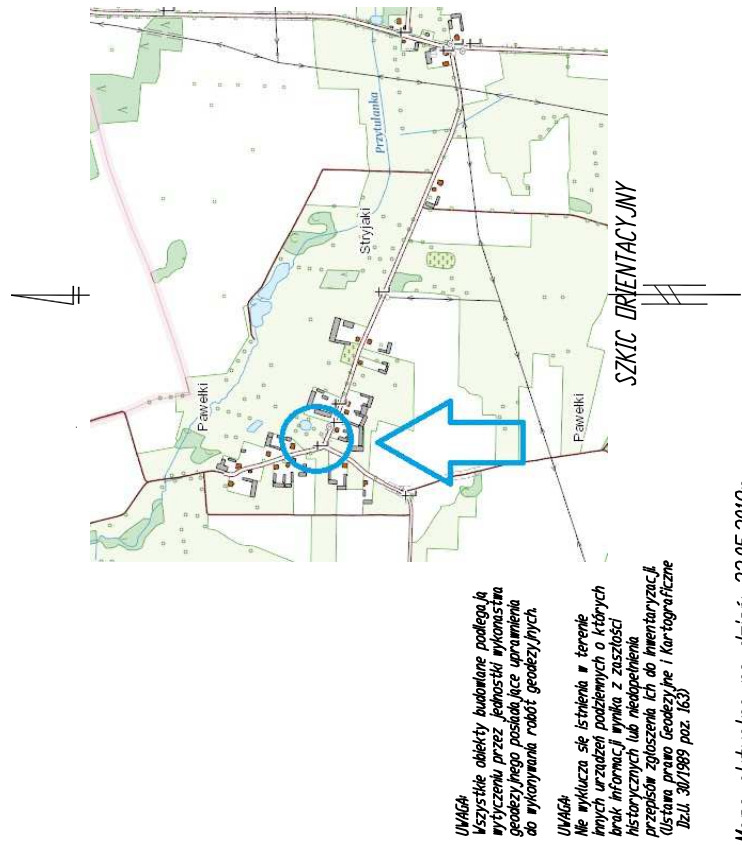 Przytulanka
Stryjaki
Pawełki
Pawełki
SZKIC ORIENTACYJNY
UWAGA!
Wszystkie obiekty budowlane podlegają
wytyczeniu przez jednostki wykonastwa
geodezyjnego posiadające uprawnienia
do wykonywania robót geodezyjnych.
UWAGA!
Nie wyklucza się istnienia w terenie
innych urządzeń podziemnych o których
brak informacji wynika z zaszłości
historycznych lub niedopełnienia
przepisów zgłoszenia ich do inwentaryzacji.
(Ustawa prawo Geodezyjne i Kartograficzne
Dz.U. 30/1989 poz. 163)